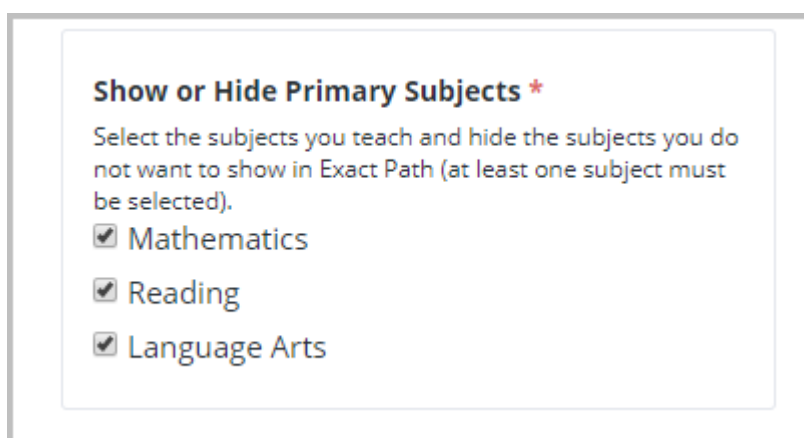 Show or Hide Primary Subjects *
Select the subjects you teach and hide the subjects you do
not want to show in Exact Path (at least one subject must
be selected).
Mathematics
Reading
Language Arts